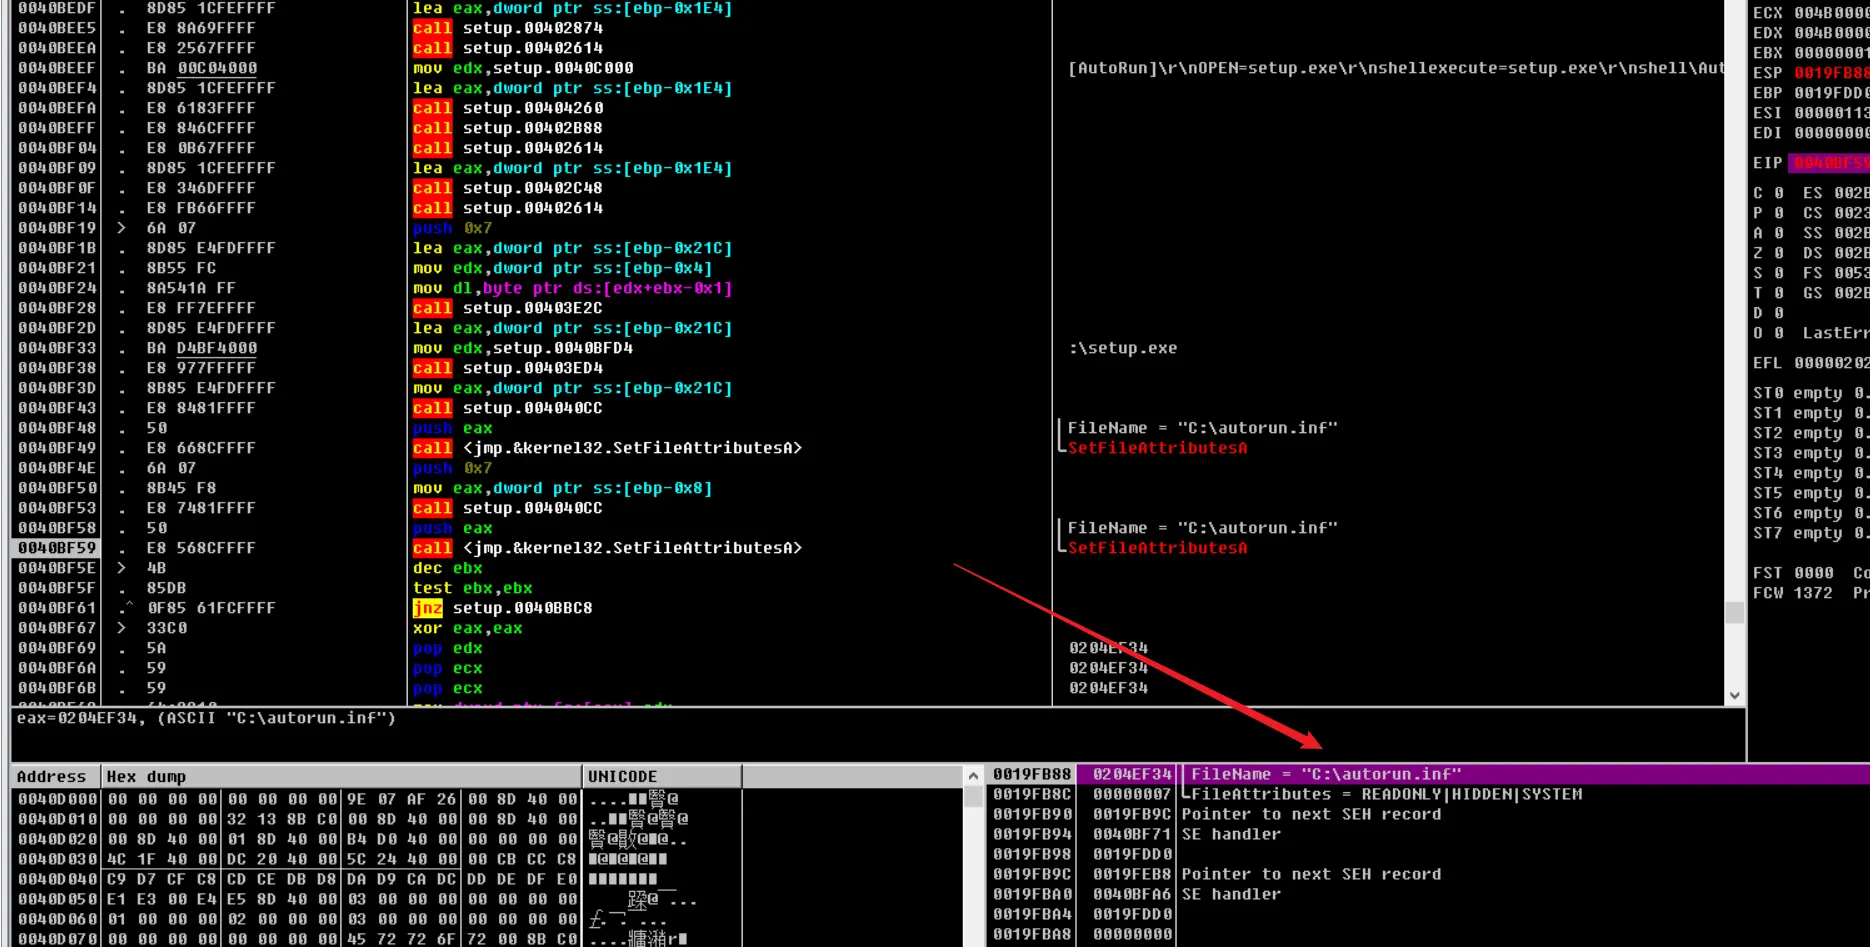 0040BEDF . 8D85 1CFEFFFF lea eax,dword ptr ss:[ebp-0x1E4]
0040BEE5 . E8 8A69FFFF call setup.00402874
0040BEEA . E8 2567FFFF call setup.00402614
0040BEEF . BA 00C04000 mov edx,setup.0040C000 [AutoRun]\r\nOPEN=setup.exe\r\nshellexecute=setup.exe\r\nshell\Aut
0040BEF4 . 8D85 1CFEFFFF lea eax,dword ptr ss:[ebp-0x1E4]
0040BEFA . E8 6183FFFF call setup.00404260
0040BEFF . E8 846CFFFF call setup.00402B88
0040BF04 . E8 0B67FFFF call setup.00402614
0040BF09 . 8D85 1CFEFFFF lea eax,dword ptr ss:[ebp-0x1E4]
0040BF0F . E8 346DFFFF call setup.00402C48
0040BF14 . E8 FB66FFFF call setup.00402614
0040BF19 > 6A 07 push 0x7
0040BF1B . 8D85 E4FDFFFF lea eax,dword ptr ss:[ebp-0x21C]
0040BF21 . 8B55 FC mov edx,dword ptr ss:[ebp-0x4]
0040BF24 . 8A541A FF mov dl,byte ptr ds:[edx+ebx-0x1]
0040BF28 . E8 FF7EFFFF call setup.00403E2C
0040BF2D . 8D85 E4FDFFFF lea eax,dword ptr ss:[ebp-0x21C]
0040BF33 . BA D4BF4000 mov edx,setup.0040BFD4 :\setup.exe
0040BF38 . E8 977FFFFF call setup.00403ED4
0040BF3D . 8B85 E4FDFFFF mov eax,dword ptr ss:[ebp-0x21C]
0040BF43 . E8 8481FFFF call setup.004040CC
0040BF48 . 50 push eax FileName = "C:\autorun.inf"
0040BF49 . E8 668CFFFF call <jmp.&kernel32.SetFileAttributesA> SetFileAttributesA
0040BF4E . 6A 07 push 0x7
0040BF50 . 8B45 F8 mov eax,dword ptr ss:[ebp-0x8]
0040BF53 . E8 7481FFFF call setup.004040CC
0040BF58 . 50 push eax FileName = "C:\autorun.inf"
0040BF59 . E8 568CFFFF call <jmp.&kernel32.SetFileAttributesA> SetFileAttributesA
0040BF5E > 4B dec ebx
0040BF5F . 85DB test ebx,ebx
0040BF61 .^ 0F85 61FCFFFF jnz setup.0040BBC8
0040BF67 > 33C0 xor eax,eax
0040BF69 . 5A pop edx 0204EF34
0040BF6A . 59 pop ecx 0204EF34
0040BF6B . 59 pop ecx 0204EF34
eax=0204EF34, (ASCII "C:\autorun.inf")
ECX 004B0000
EDX 004B0000
EBX 00000001
ESP 0019FB88
EBP 0019FDD0
ESI 00000113
EDI 00000000
EIP 0040BF59
C 0 ES 002B
P 0 CS 0023
A 0 SS 002B
Z 0 DS 002B
S 0 FS 0053
T 0 GS 002B
D 0
O 0 LastErr
EFL 00000202
ST0 empty 0.
ST1 empty 0.
ST2 empty 0.
ST3 empty 0.
ST4 empty 0.
ST5 empty 0.
ST6 empty 0.
ST7 empty 0.
FST 0000 Co
FCW 1372 Pr
Address Hex dump UNICODE
0040D000 00 00 00 00 00 00 00 00 9E 07 AF 26 00 8D 40 00
0040D010 00 00 00 00 32 13 8B C0 00 8D 40 00 00 8D 40 00
0040D020 00 8D 40 00 01 8D 40 00 B4 D0 40 00 00 00 00 00
0040D030 4C 1F 40 00 DC 20 40 00 5C 24 40 00 00 CB CC C8
0040D040 C9 D7 CF C8 CD CE DB D8 DA D9 CA DC DD DE DF E0
0040D050 E1 E3 00 E4 E5 8D 40 00 03 00 00 00 00 00 00 00
0040D060 01 00 00 00 02 00 00 00 03 00 00 00 00 00 00 00
0040D070 00 00 00 00 00 00 00 00 45 72 72 6F 72 00 8B C0
0019FB88 0204EF34 FileName = "C:\autorun.inf"
0019FB8C 00000007 FileAttributes = READONLY|HIDDEN|SYSTEM
0019FB90 0019FB9C Pointer to next SEH record
0019FB94 0040BF71 SE handler
0019FB98 0019FDD0
0019FB9C 0019FEB8 Pointer to next SEH record
0019FBA0 0040BFA6 SE handler
0019FBA4 0019FDD0
0019FBA8 00000000